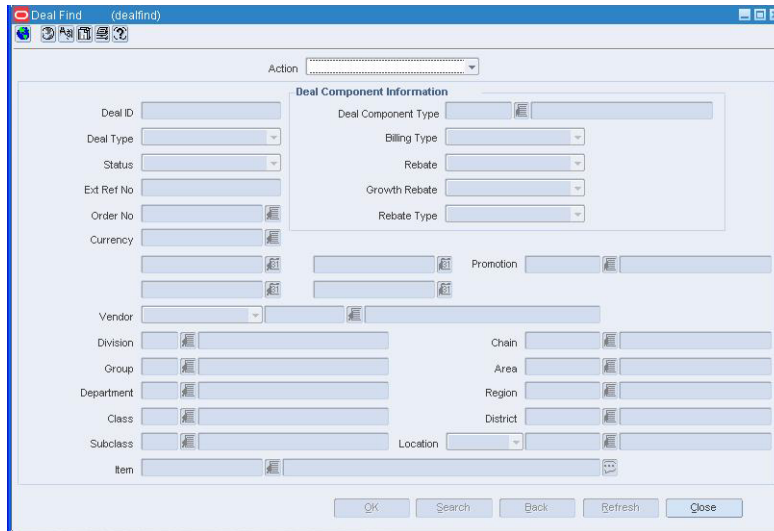 Deal Find (dealfind)
Action
Deal Component Information
Deal ID
Deal Component Type
Deal Type
Billing Type
Status
Rebate
Ext Ref No
Growth Rebate
Order No
Rebate Type
Currency
Promotion
Vendor
Division
Chain
Group
Area
Department
Region
Class
District
Subclass
Location
Item
OK Search Back Refresh Close